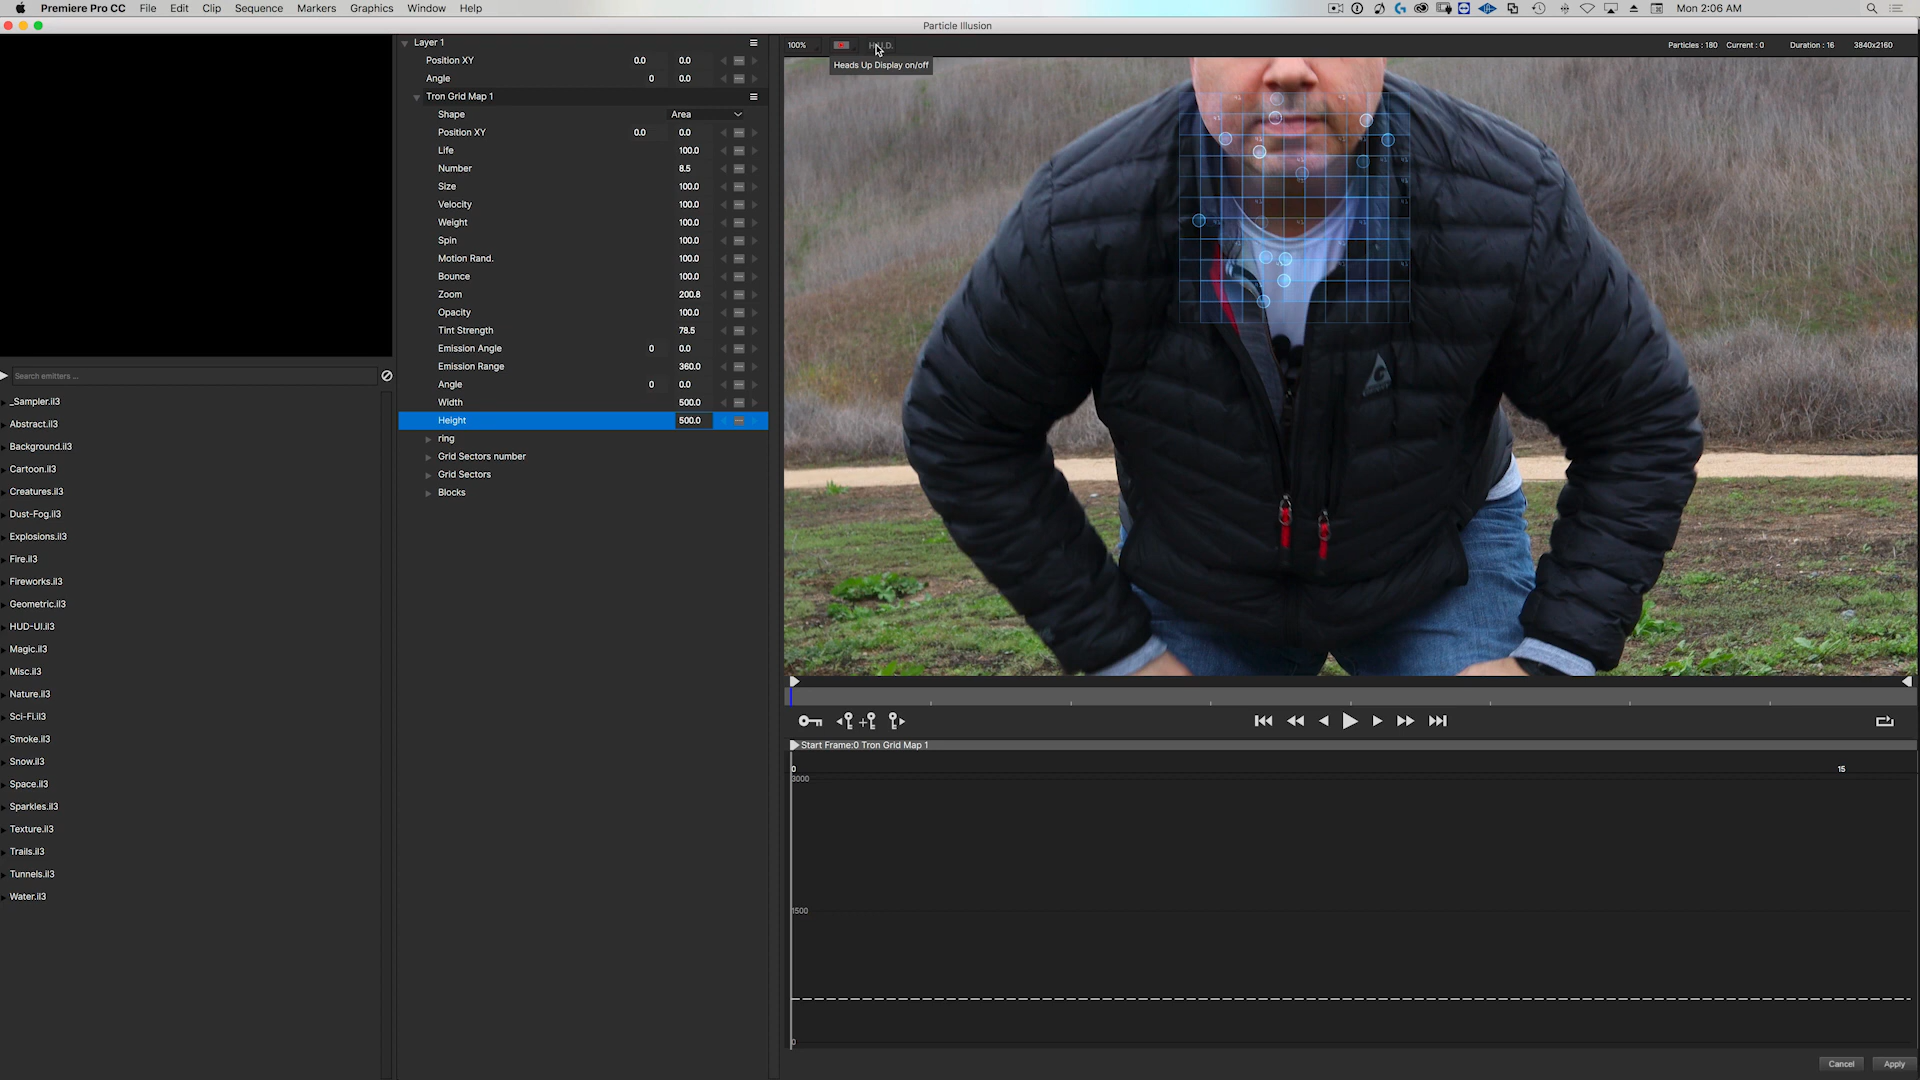 Premiere Pro CC File Edit Clip Sequence Markers Graphics Window Help Mon 2:06 AM
Particle Illusion
Layer 1
Position XY 0.0 0.0
Angle 0 0.0
Tron Grid Map 1
Shape Area
Position XY 0.0 0.0
Life 100.0
Number 8.5
Size 100.0
Velocity 100.0
Weight 100.0
Spin 100.0
Motion Rand. 100.0
Bounce 100.0
Zoom 200.8
Opacity 100.0
Tint Strength 78.5
Emission Angle 0 0.0
Emission Range 360.0
Angle 0 0.0
Width 500.0
Height 500.0
ring
Grid Sectors number
Grid Sectors
Blocks
Search emitters ...
_Sampler.il3
Abstract.il3
Background.il3
Cartoon.il3
Creatures.il3
Dust-Fog.il3
Explosions.il3
Fire.il3
Fireworks.il3
Geometric.il3
HUD-UI.il3
Magic.il3
Misc.il3
Nature.il3
Sci-Fi.il3
Smoke.il3
Snow.il3
Space.il3
Sparkles.il3
Texture.il3
Trails.il3
Tunnels.il3
Water.il3
100% Particles : 180 Current : 0 Duration : 16 3840x2160
Heads Up Display on/off
Start Frame:0 Tron Grid Map 1
0 15
3000
1500
0
Cancel Apply